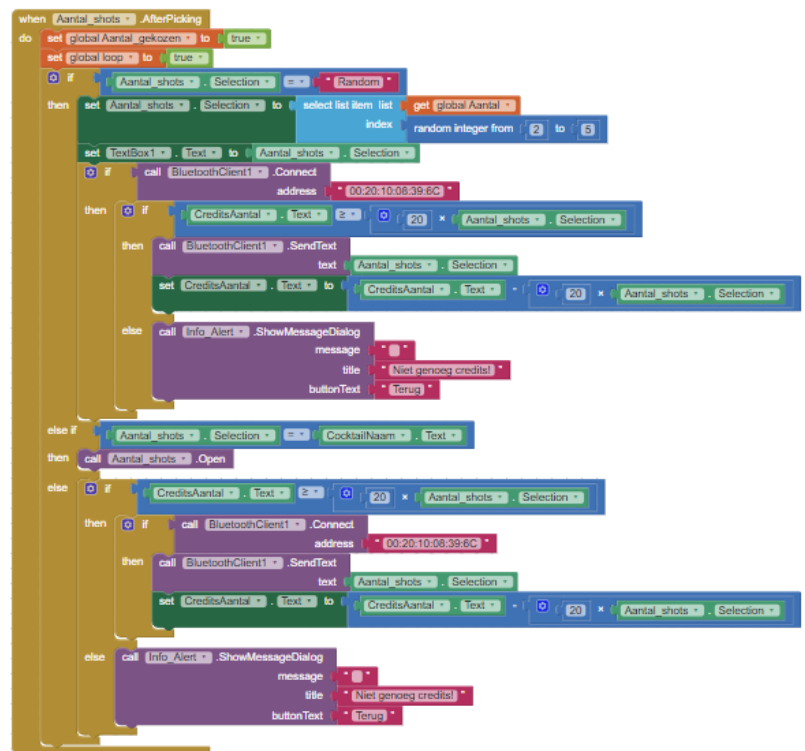 when Aantal_shots .AfterPicking
do set global Aantal_gekozen to true
set global loop to true
if Aantal_shots . Selection = " Random "
then set Aantal_shots . Selection to select list item list get global Aantal
index random integer from 2 to 5
set TextBox1 . Text to Aantal_shots . Selection
if call BluetoothClient1 .Connect
address " 00:20:10:08:39:6C "
then if CreditsAantal . Text ≥ 20 × Aantal_shots . Selection
then call BluetoothClient1 .SendText
text Aantal_shots . Selection
set CreditsAantal . Text to CreditsAantal . Text - 20 × Aantal_shots . Selection
else call Info_Alert .ShowMessageDialog
message " "
title " Niet genoeg credits! "
buttonText " Terug "
else if Aantal_shots . Selection = CocktailNaam . Text
then call Aantal_shots .Open
else if CreditsAantal . Text ≥ 20 × Aantal_shots . Selection
then if call BluetoothClient1 .Connect
address " 00:20:10:08:39:6C "
then call BluetoothClient1 .SendText
text Aantal_shots . Selection
set CreditsAantal . Text to CreditsAantal . Text - 20 × Aantal_shots . Selection
else call Info_Alert .ShowMessageDialog
message " "
title " Niet genoeg credits! "
buttonText " Terug "